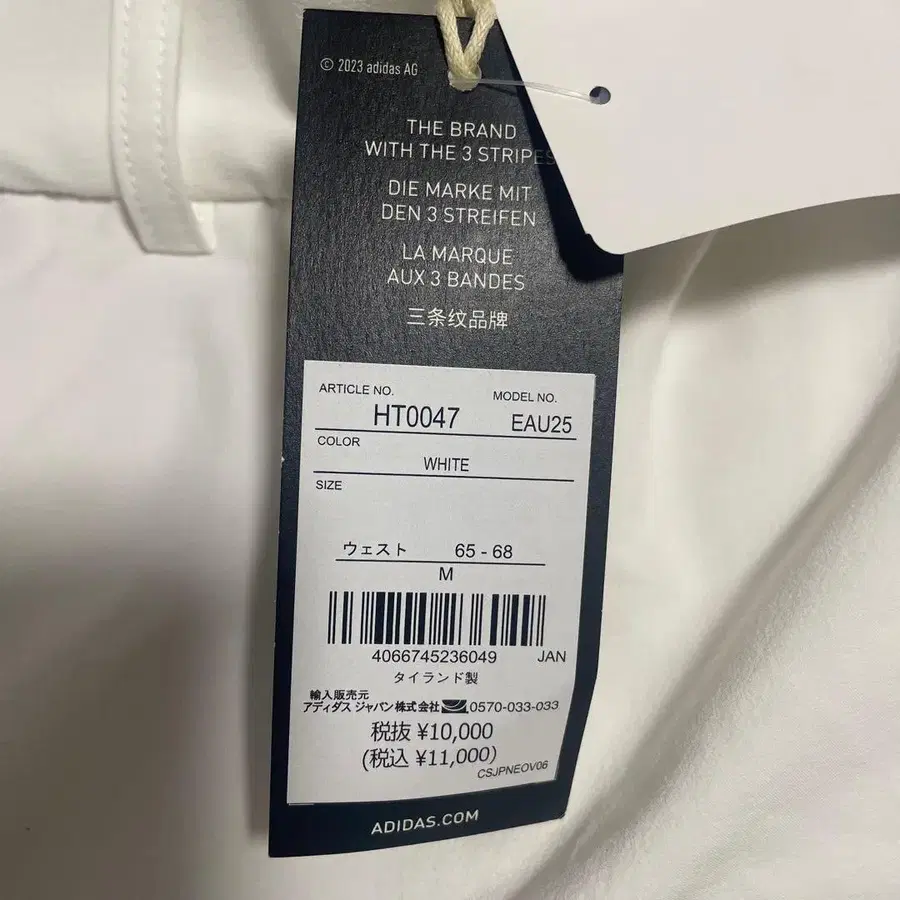 © 2023 adidas AG
THE BRAND
WITH THE 3 STRIPES
DIE MARKE MIT
DEN 3 STREIFEN
LA MARQUE
AUX 3 BANDES
三条纹品牌
ARTICLE NO. MODEL NO.
HT0047 EAU25
COLOR
WHITE
SIZE
ウェスト 65 - 68
M
4066745236049 JAN
タイランド製
輸入販売元
アディダス ジャパン株式会社 0570-033-033
税抜 ¥10,000
(税込 ¥11,000)
CSJPNEOV06
ADIDAS.COM